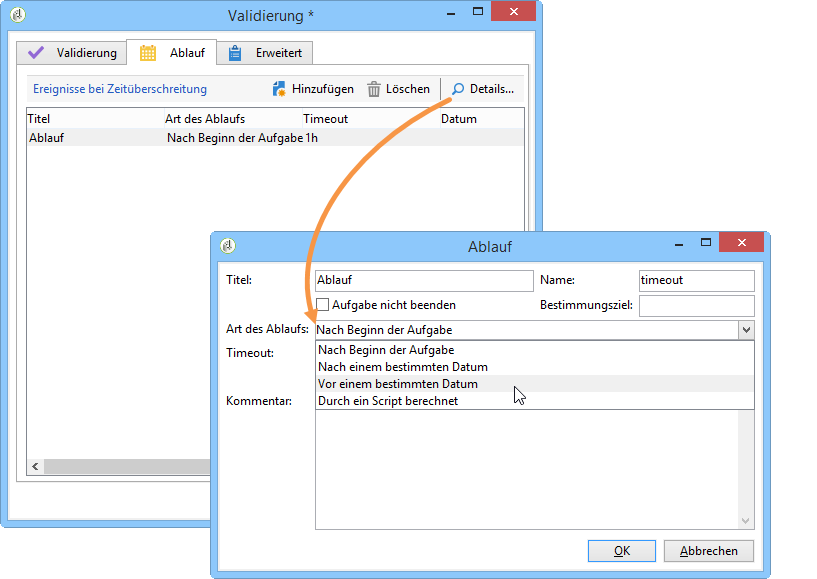 Validierung *
Validierung Ablauf Erweitert
Ereignisse bei Zeitüberschreitung Hinzufügen Löschen Details...
Titel Art des Ablaufs Timeout Datum
Ablauf Nach Beginn der Aufgabe 1h
Ablauf
Titel: Ablauf Name: timeout
Aufgabe nicht beenden Bestimmungsziel:
Art des Ablaufs: Nach Beginn der Aufgabe
Nach Beginn der Aufgabe
Timeout:
Nach einem bestimmten Datum
Vor einem bestimmten Datum
Kommentar: Durch ein Script berechnet
OK Abbrechen